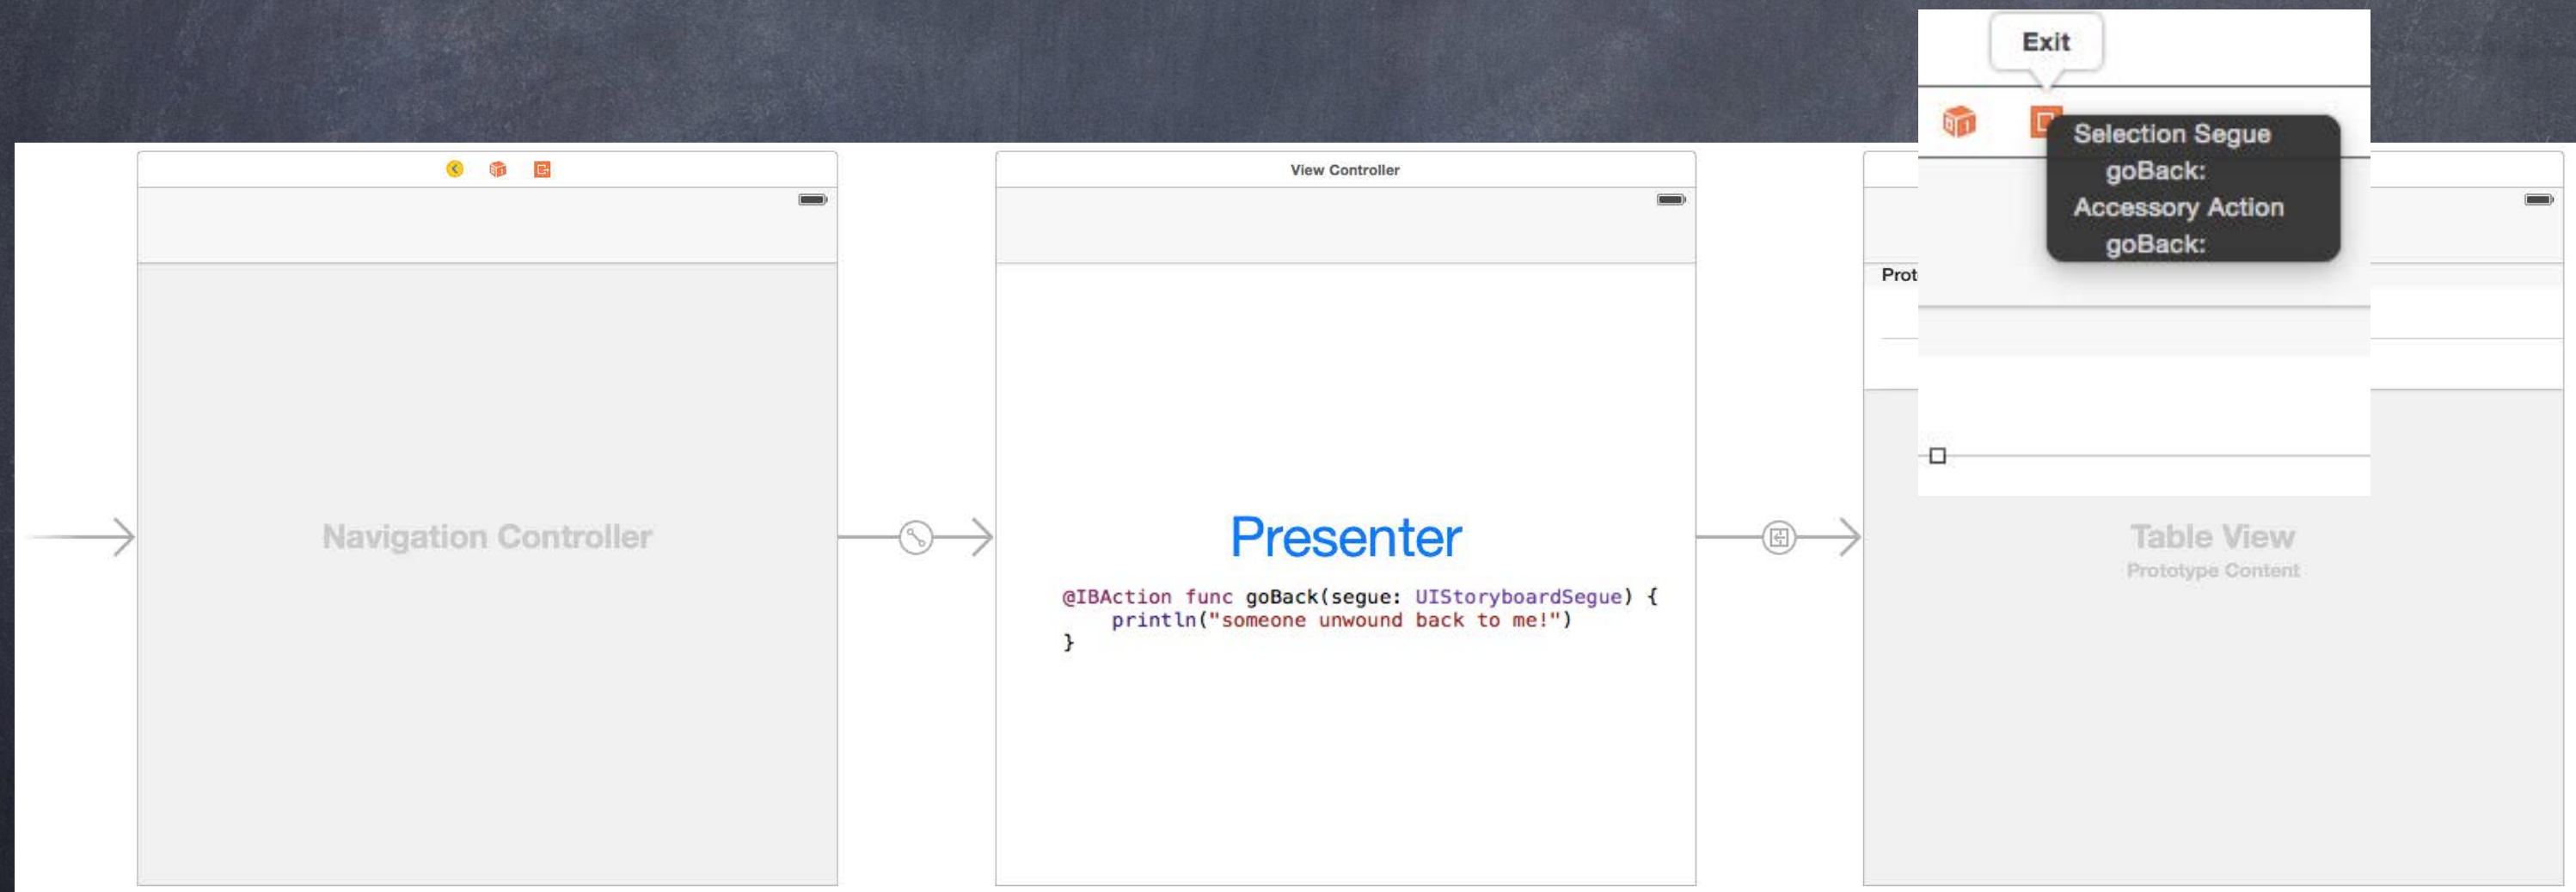 Exit
Selection Segue
goBack:
Accessory Action
goBack:
View Controller
Prot
Navigation Controller
Presenter
@IBAction func goBack(segue: UIStoryboardSegue) {
    println("someone unwound back to me!")
}
Table View
Prototype Content